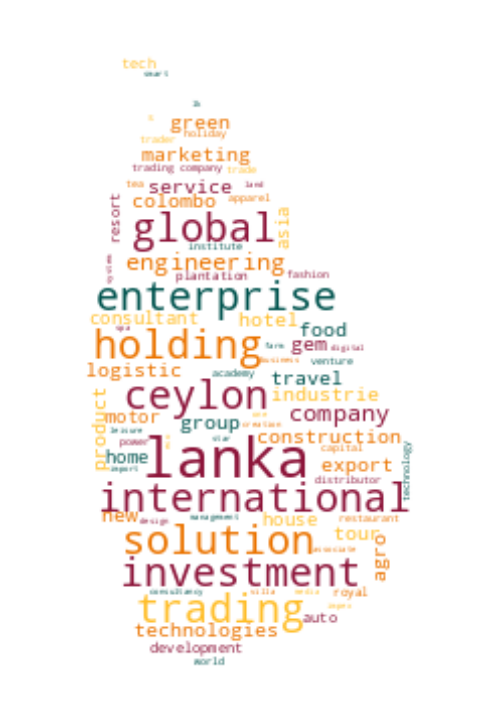 tech
smart
lk
green
holiday
trader
marketing
trading company
trade
tea
service
land
resort
colombo
apparel
global
asia
institute
engineering
system
plantation
fashion
enterprise
consultant
hotel
spa
food
holding
farm
gem
digital
business
venture
logistic
academy
travel
ceylon
industrie
product
motor
group
company
leisure
creation
star
construction
power
capital
home
lanka
export
import
distributor
technology
international
new
design
management
house
restaurant
solution
tour
associate
agro
investment
consultancy
villa
media
royal
trading
impex
auto
technologies
development
world